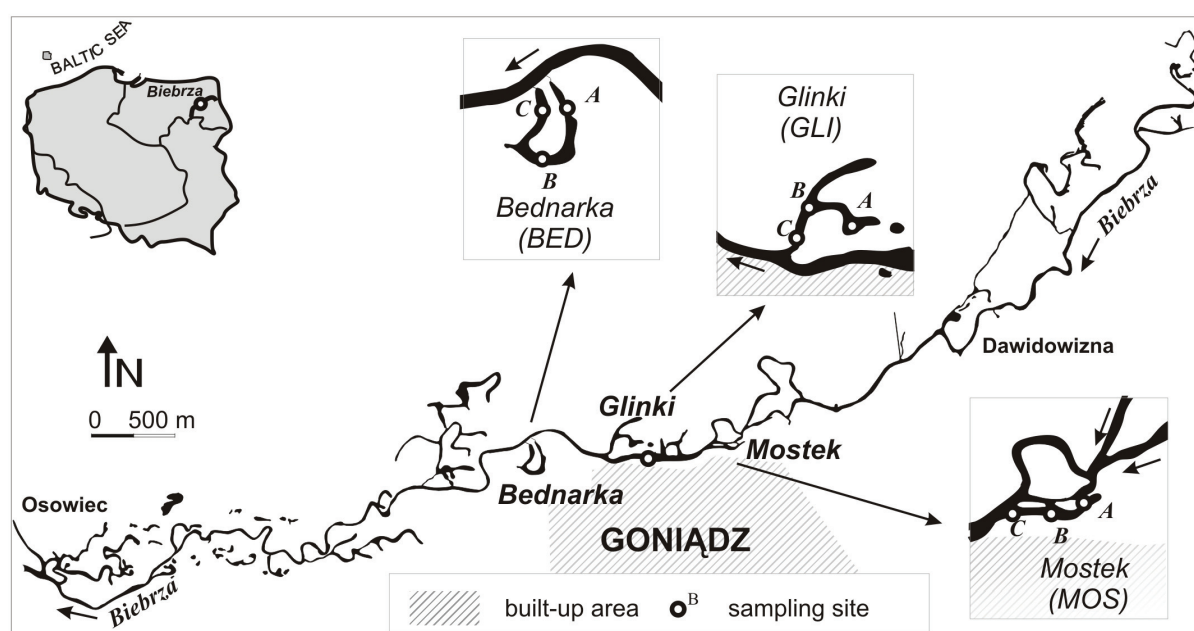 BALTIC SEA
Biebrza
A
C
B
Bednarka
(BED)
Glinki
(GLI)
B
A
C
Biebrza
N
0 500 m
Dawidowizna
Glinki
Mostek
Bednarka
Osowiec
GONIĄDZ
Biebrza
A
C
B
Mostek
(MOS)
built-up area
B
sampling site